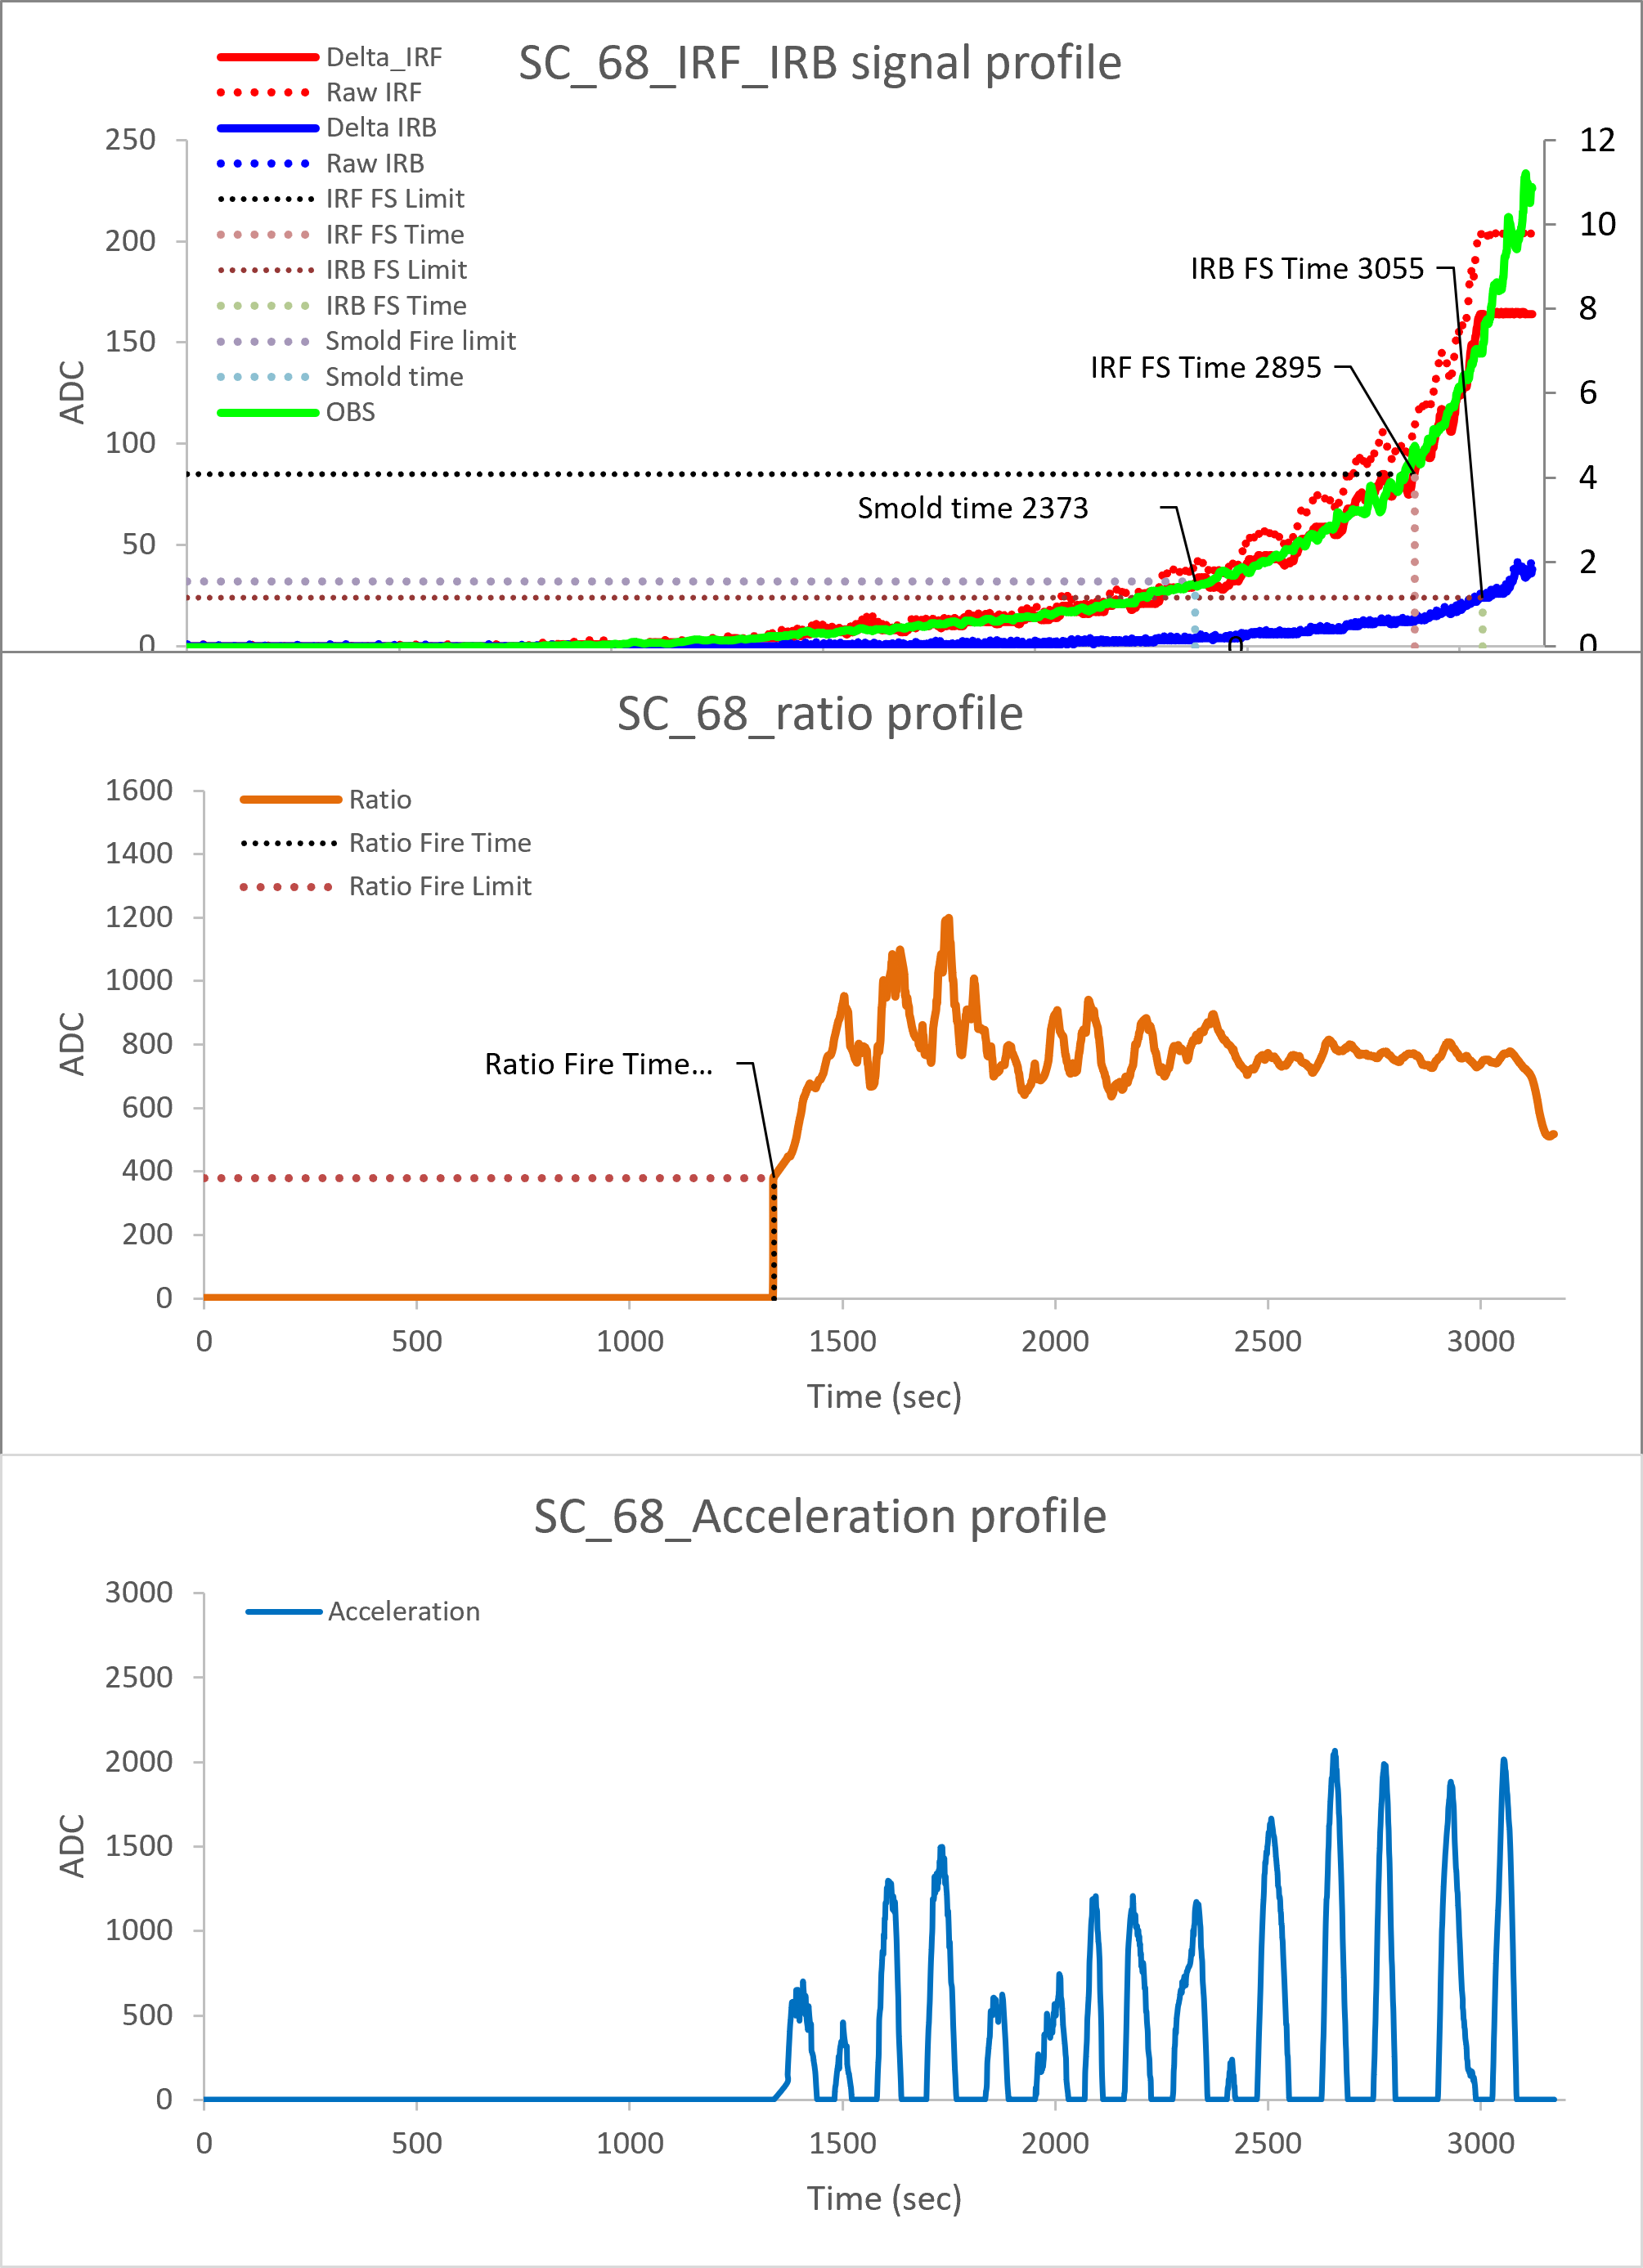 SC_68_IRF_IRB signal profile
Delta_IRF
Raw IRF
Delta IRB
Raw IRB
IRF FS Limit
IRF FS Time
IRB FS Limit
IRB FS Time
Smold Fire limit
Smold time
OBS
250
200
150
100
50
0
ADC
12
10
8
6
4
2
0
IRB FS Time 3055
IRF FS Time 2895
Smold time 2373
SC_68_ratio profile
1600
1400
1200
1000
800
600
400
200
0
ADC
Ratio
Ratio Fire Time
Ratio Fire Limit
Ratio Fire Time...
0 500 1000 1500 2000 2500 3000
Time (sec)
SC_68_Acceleration profile
3000
2500
2000
1500
1000
500
0
ADC
Acceleration
0 500 1000 1500 2000 2500 3000
Time (sec)